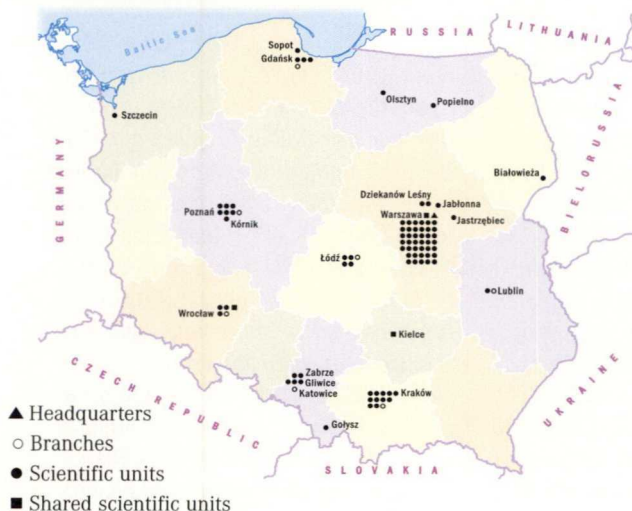 Baltic Sea
RUSSIA
LITHUANIA
Sopot
Gdańsk
Olsztyn
Popielno
Szczecin
BIELORUSSIA
GERMANY
Białowieża
Dziekanów Leśny
Jabłonna
Poznań
Kórnik
Warszawa
Jastrzębiec
Łódź
Lublin
Wrocław
Kielce
Zabrze
Gliwice
Katowice
Kraków
Gołysz
CZECH REPUBLIC
SLOVAKIA
UKRAINE
▲ Headquarters
○ Branches
● Scientific units
■ Shared scientific units